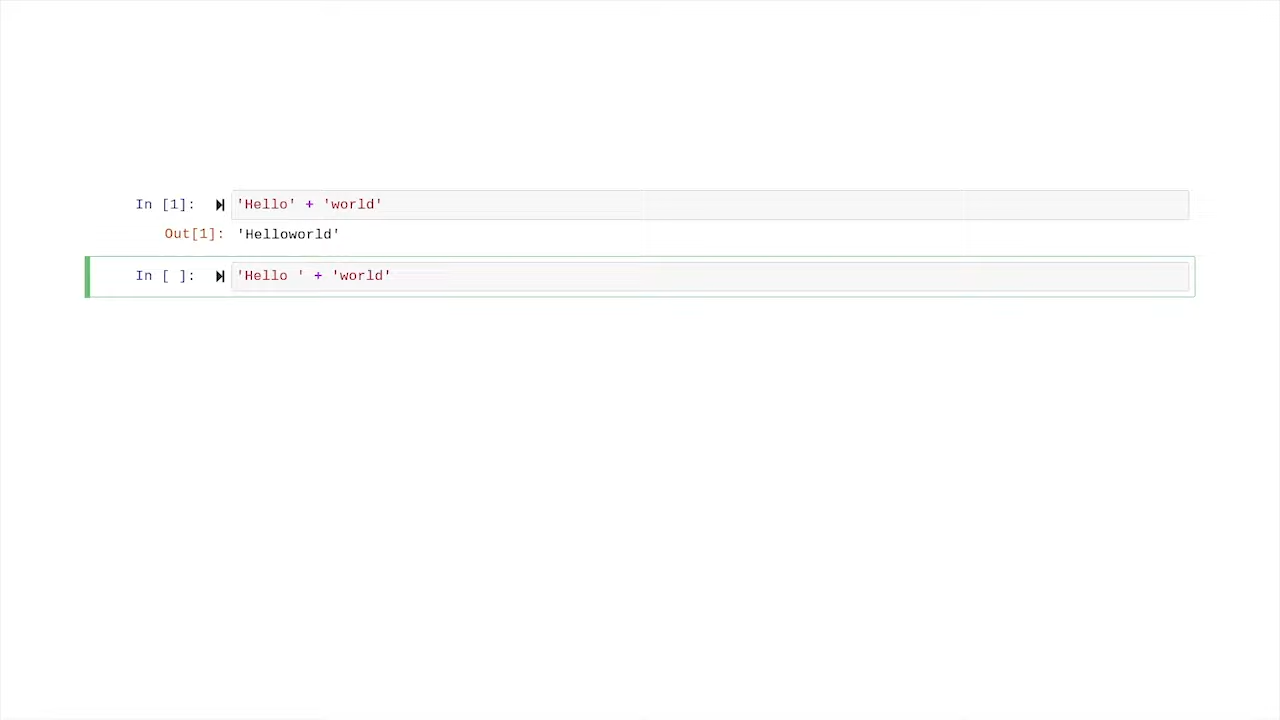 In [1]: 'Hello' + 'world'
Out[1]: 'Helloworld'
In [ ]: 'Hello ' + 'world'